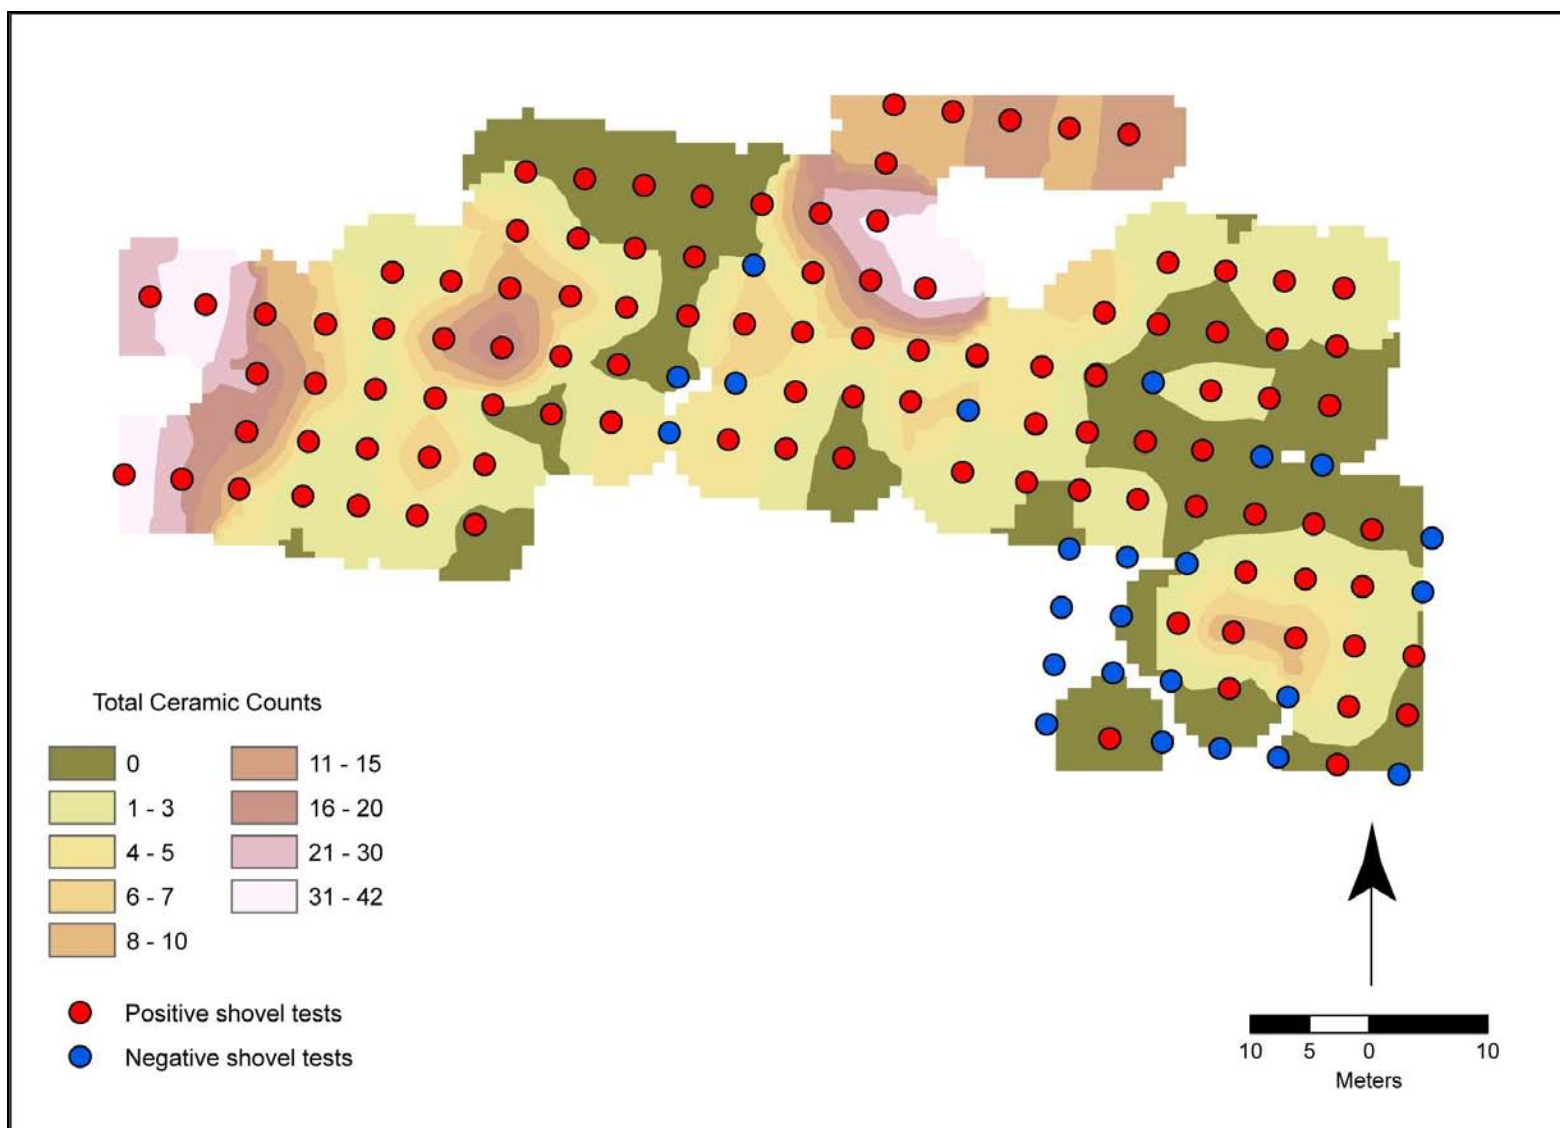 Total Ceramic Counts
0
1 - 3
4 - 5
6 - 7
8 - 10
11 - 15
16 - 20
21 - 30
31 - 42
Positive shovel tests
Negative shovel tests
10 5 0 10
Meters